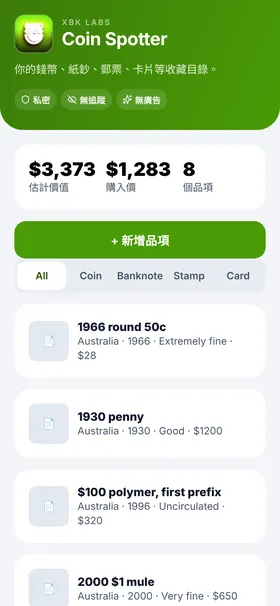 XBK LABS
Coin Spotter
你的錢幣、紙鈔、郵票、卡片等收藏目錄。
私密 無追蹤 無廣告
$3,373 $1,283 8
估計價值 購入價 個品項
+ 新增品項
All Coin Banknote Stamp Card
1966 round 50c
Australia · 1966 · Extremely fine ·
$28
1930 penny
Australia · 1930 · Good · $1200
$100 polymer, first prefix
Australia · 1996 · Uncirculated ·
$320
2000 $1 mule
Australia · 2000 · Very fine · $650